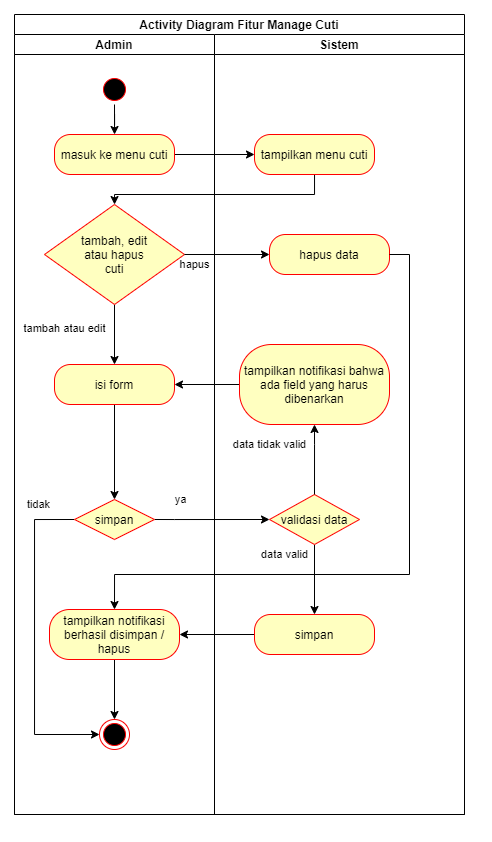 Activity Diagram Fitur Manage Cuti
Admin
Sistem
masuk ke menu cuti
tampilkan menu cuti
tambah, edit
atau hapus
cuti
hapus
hapus data
tambah atau edit
isi form
tampilkan notifikasi bahwa
ada field yang harus
dibenarkan
data tidak valid
tidak
simpan
ya
validasi data
data valid
tampilkan notifikasi
berhasil disimpan /
hapus
simpan